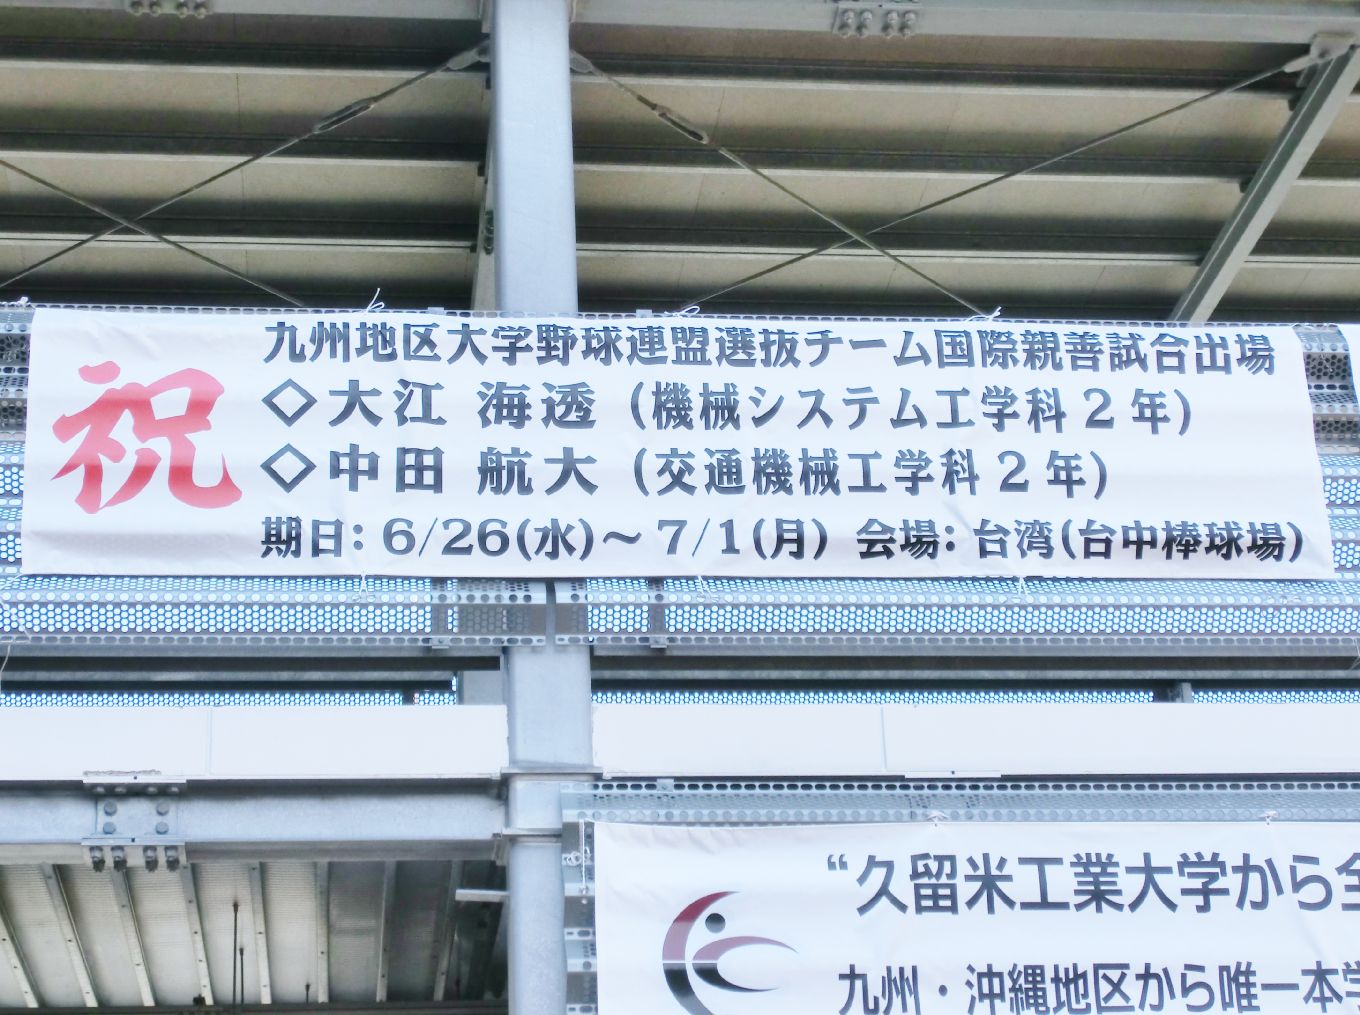 祝
九州地区大学野球連盟選抜チーム国際親善試合出場
◇大江 海透 (機械システム工学科2年)
◇中田 航大 (交通機械工学科2年)
期日: 6/26(水)～7/1(月) 会場: 台湾(台中棒球場)
“久留米工業大学から全
九州・沖縄地区から唯一本学